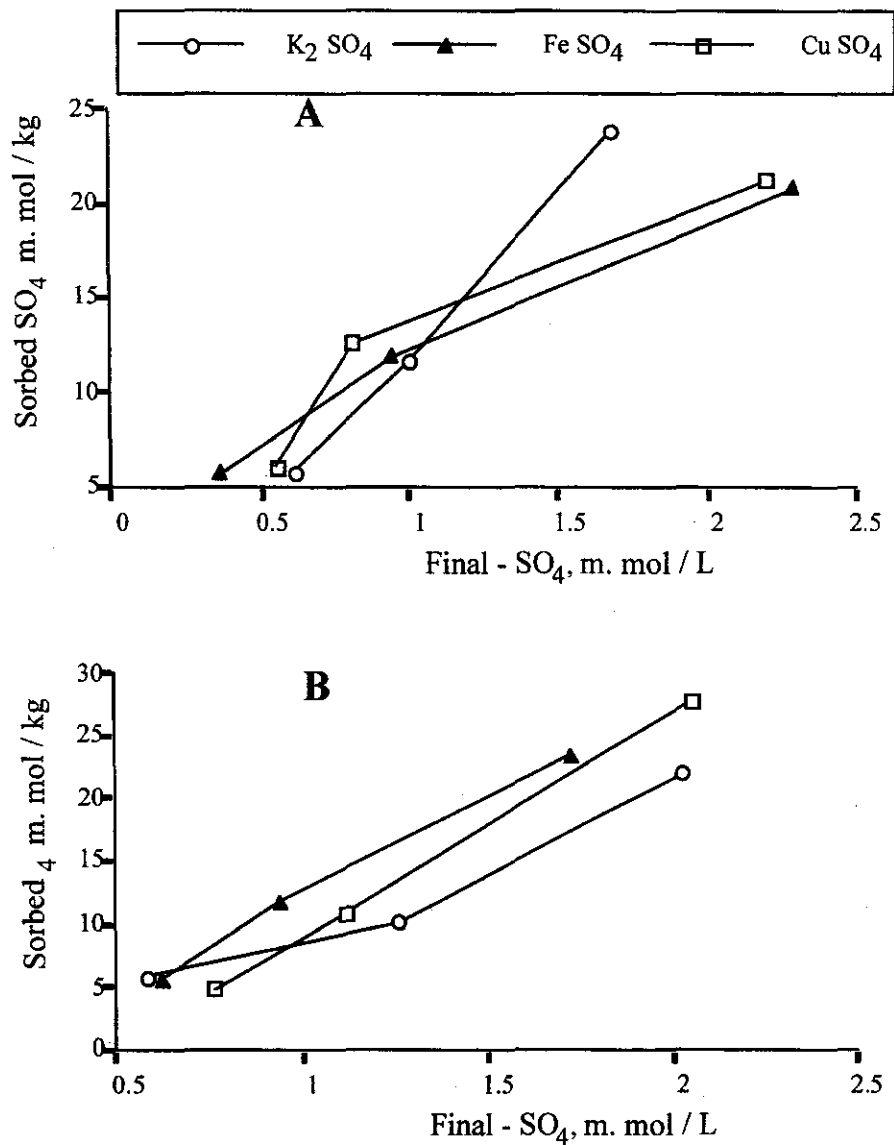 K2 SO4 Fe SO4 Cu SO4
A
Sorbed SO4 m. mol / kg
25
20
15
10
5
0 0.5 1 1.5 2 2.5
Final - SO4, m. mol / L
B
Sorbed 4 m. mol / kg
30
25
20
15
10
5
0
0.5 1 1.5 2 2.5
Final - SO4, m. mol / L